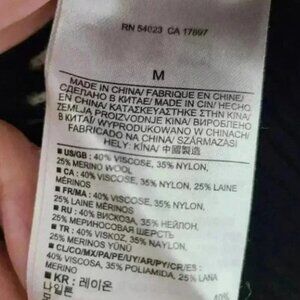 RN 54023 CA 17897
M
MADE IN CHINA/ FABRIQUE EN CHINE/
СДЕЛАНО В КИТАЕ/ MADE IN CIN/ HECHO
EN CHINA/ ΚΑΤΑΣΚΕΥΑΣΤΗΚΕ ΣΤΗΝ ΚΙΝΑ/
ZEMLJA PROIZVODNJE KINA/ ВИРОБЛЕНО
В КИТАЇ/ WYPRODUKOWANO W CHINACH/
FABRICADO NA CHINA/ SZÁRMAZÁSI
HELY: KÍNA/ 中國製造
■ US/GB : 40% VISCOSE, 35% NYLON,
25% MERINO WOOL
■ CA : 40% VISCOSE, 35% NYLON, 25% LAINE
MÉRINOS
■ FR/MA : 40% VISCOSE, 35% NYLON,
25% LAINE MÉRINOS
■ RU : 40% ВИСКОЗА, 35% НЕЙЛОН,
25% МЕРИНОСОВАЯ ШЕРСТЬ
■ TR : 40% VISKOZ, 35% NAYLON,
25% MERINOS YÜNÜ
■ CL/CO/MX/PA/PE/UY/AR/PY/CR/ES :
40% VISCOSA, 35% POLIAMIDA, 25% LANA
MERINO
■ KR : 레이온 40%
나일론